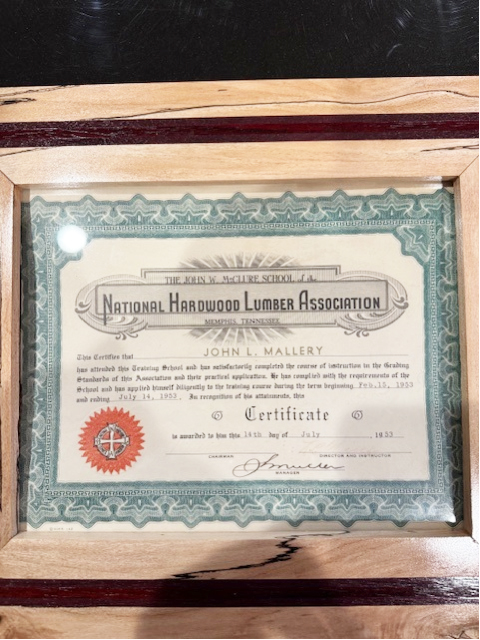 THE JOHN W. McCLURE SCHOOL of the
NATIONAL HARDWOOD LUMBER ASSOCIATION
MEMPHIS, TENNESSEE
This Certifies that JOHN L. MALLERY
has attended this Training School and has satisfactorily completed the course of instruction in the Grading
Standards of this Association and their practical application. He has complied with the requirements of the
School and has applied himself diligently to the training course during the term beginning, Feb.15, 1953
and ending, July 14, 1953. In recognition of his attainments, this
Certificate
is awarded to him this 14th day of July 1953
CHAIRMAN DIRECTOR AND INSTRUCTOR
MANAGER